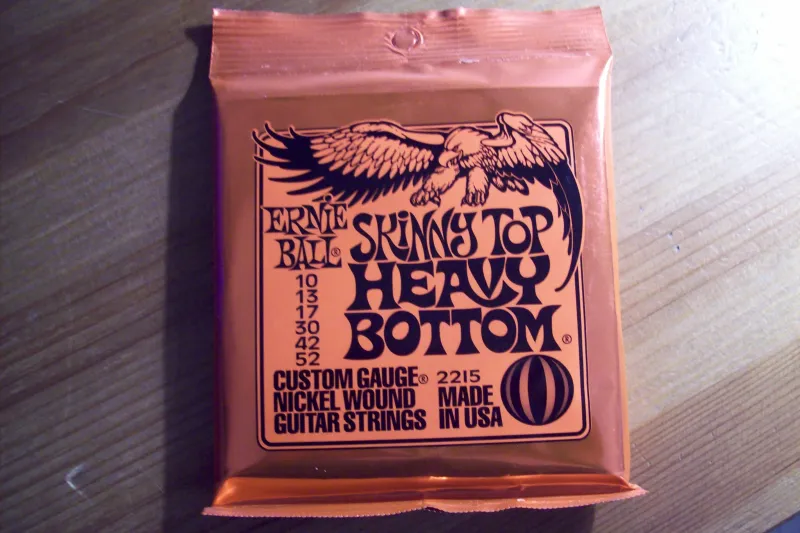 ERNIE
BALL®
SKINNY TOP
HEAVY
BOTTOM®
10
13
17
30
42
52
CUSTOM GAUGE®
NICKEL WOUND
GUITAR STRINGS
2215
MADE
IN USA